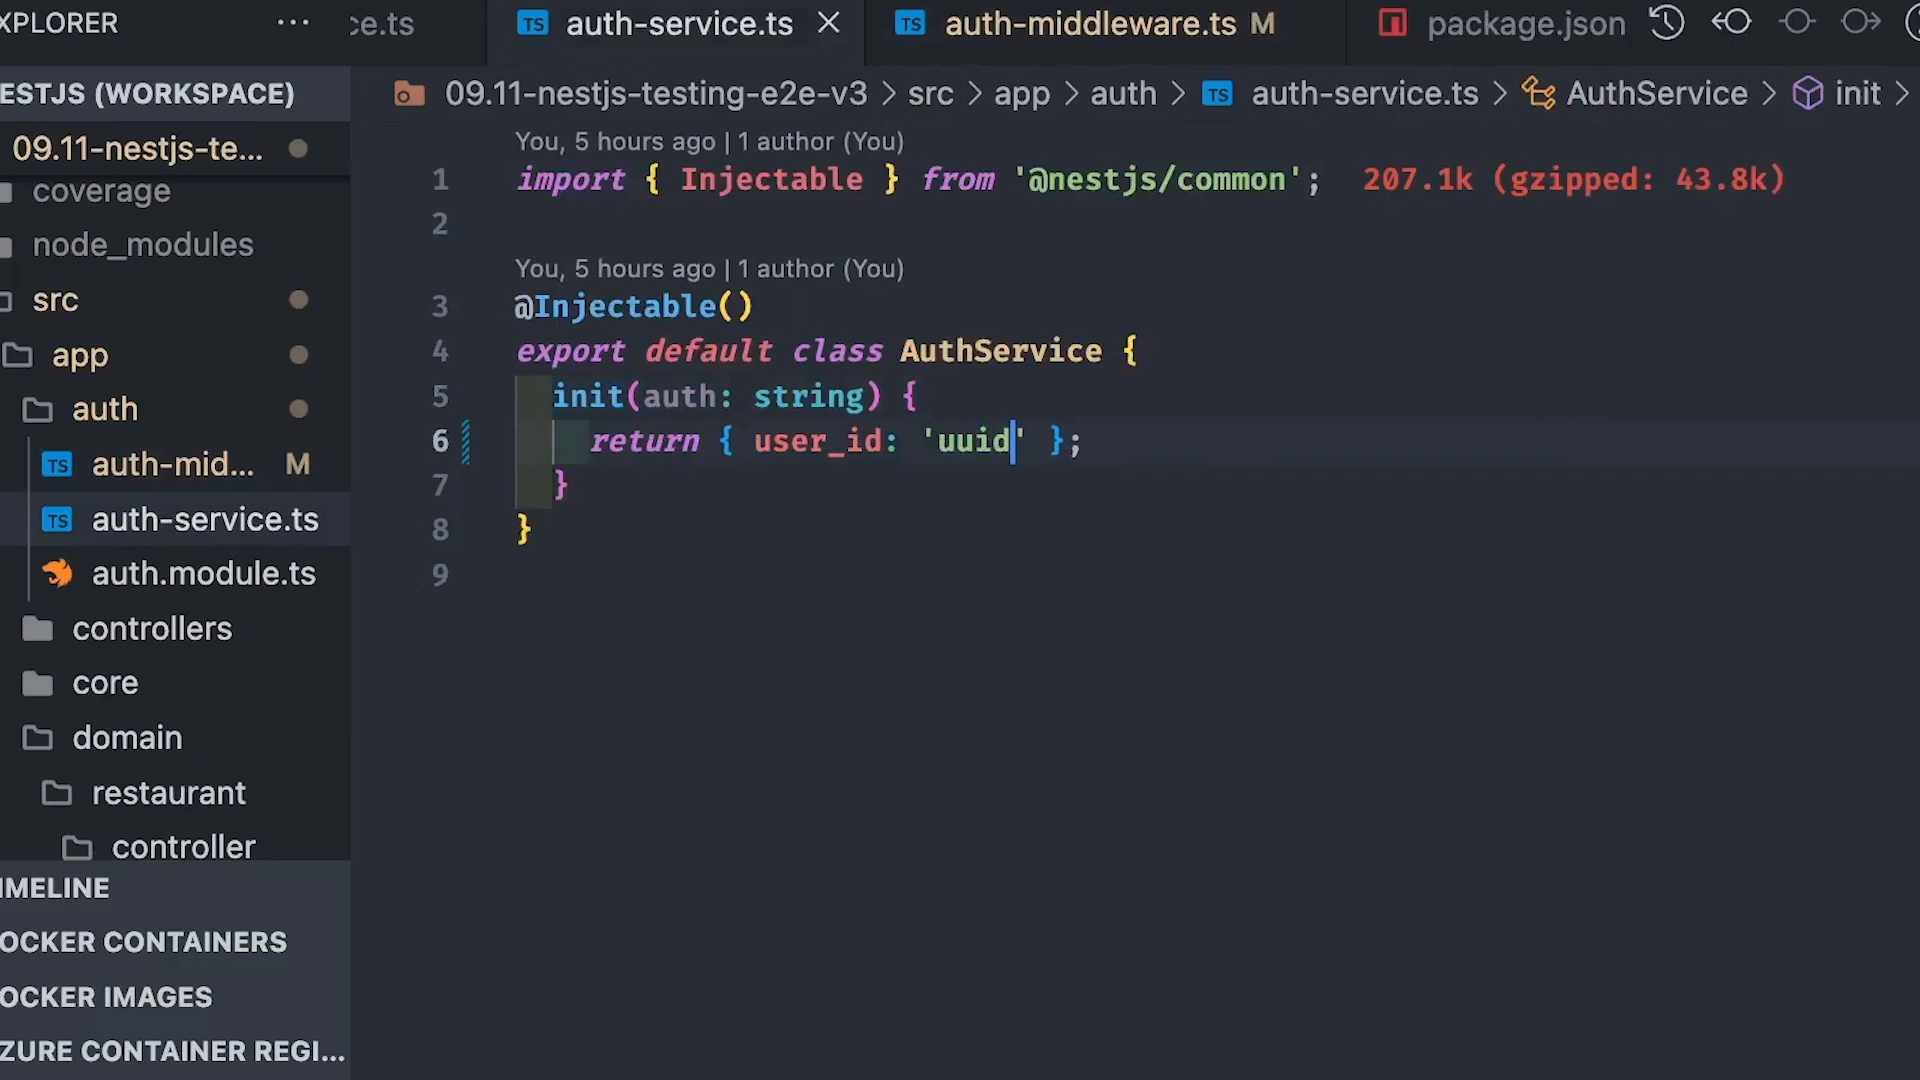 XPLORER ··· ce.ts auth-service.ts auth-middleware.ts M package.json
ESTJS (WORKSPACE)
09.11-nestjs-testing-e2e-v3 > src > app > auth > TS auth-service.ts > AuthService > init >
09.11-nestjs-te...
coverage
node_modules
src
app
auth
TS auth-mid... M
TS auth-service.ts
auth.module.ts
controllers
core
domain
restaurant
controller
IMELINE
OCKER CONTAINERS
OCKER IMAGES
ZURE CONTAINER REGI...
You, 5 hours ago | 1 author (You)
1 import { Injectable } from '@nestjs/common'; 207.1k (gzipped: 43.8k)
2
You, 5 hours ago | 1 author (You)
3 @Injectable()
4 export default class AuthService {
5 init(auth: string) {
6 return { user_id: 'uuid' };
7 }
8 }
9